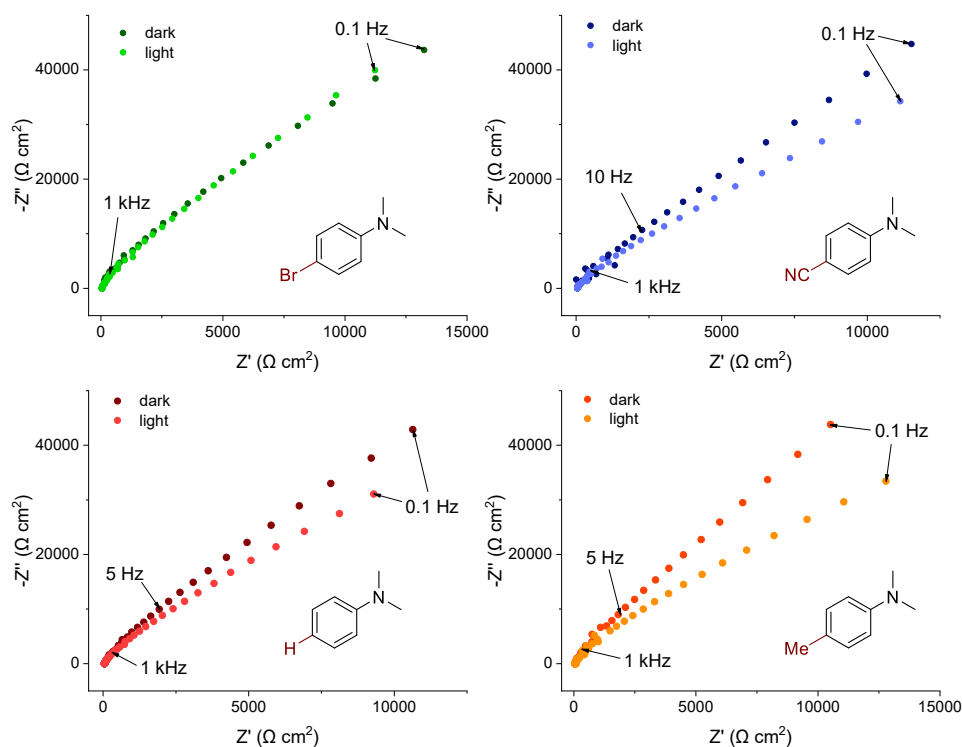 dark
light
0.1 Hz
1 kHz
40000
20000
0
-Z" (Ω cm²)
0
5000
10000
15000
Z' (Ω cm²)
N
Br
dark
light
0.1 Hz
10 Hz
1 kHz
40000
20000
0
-Z" (Ω cm²)
0
5000
10000
Z' (Ω cm²)
N
NC
dark
light
0.1 Hz
5 Hz
1 kHz
40000
20000
0
-Z" (Ω cm²)
0
5000
10000
Z' (Ω cm²)
N
H
dark
light
0.1 Hz
5 Hz
1 kHz
40000
20000
0
-Z" (Ω cm²)
0
5000
10000
15000
Z' (Ω cm²)
N
Me